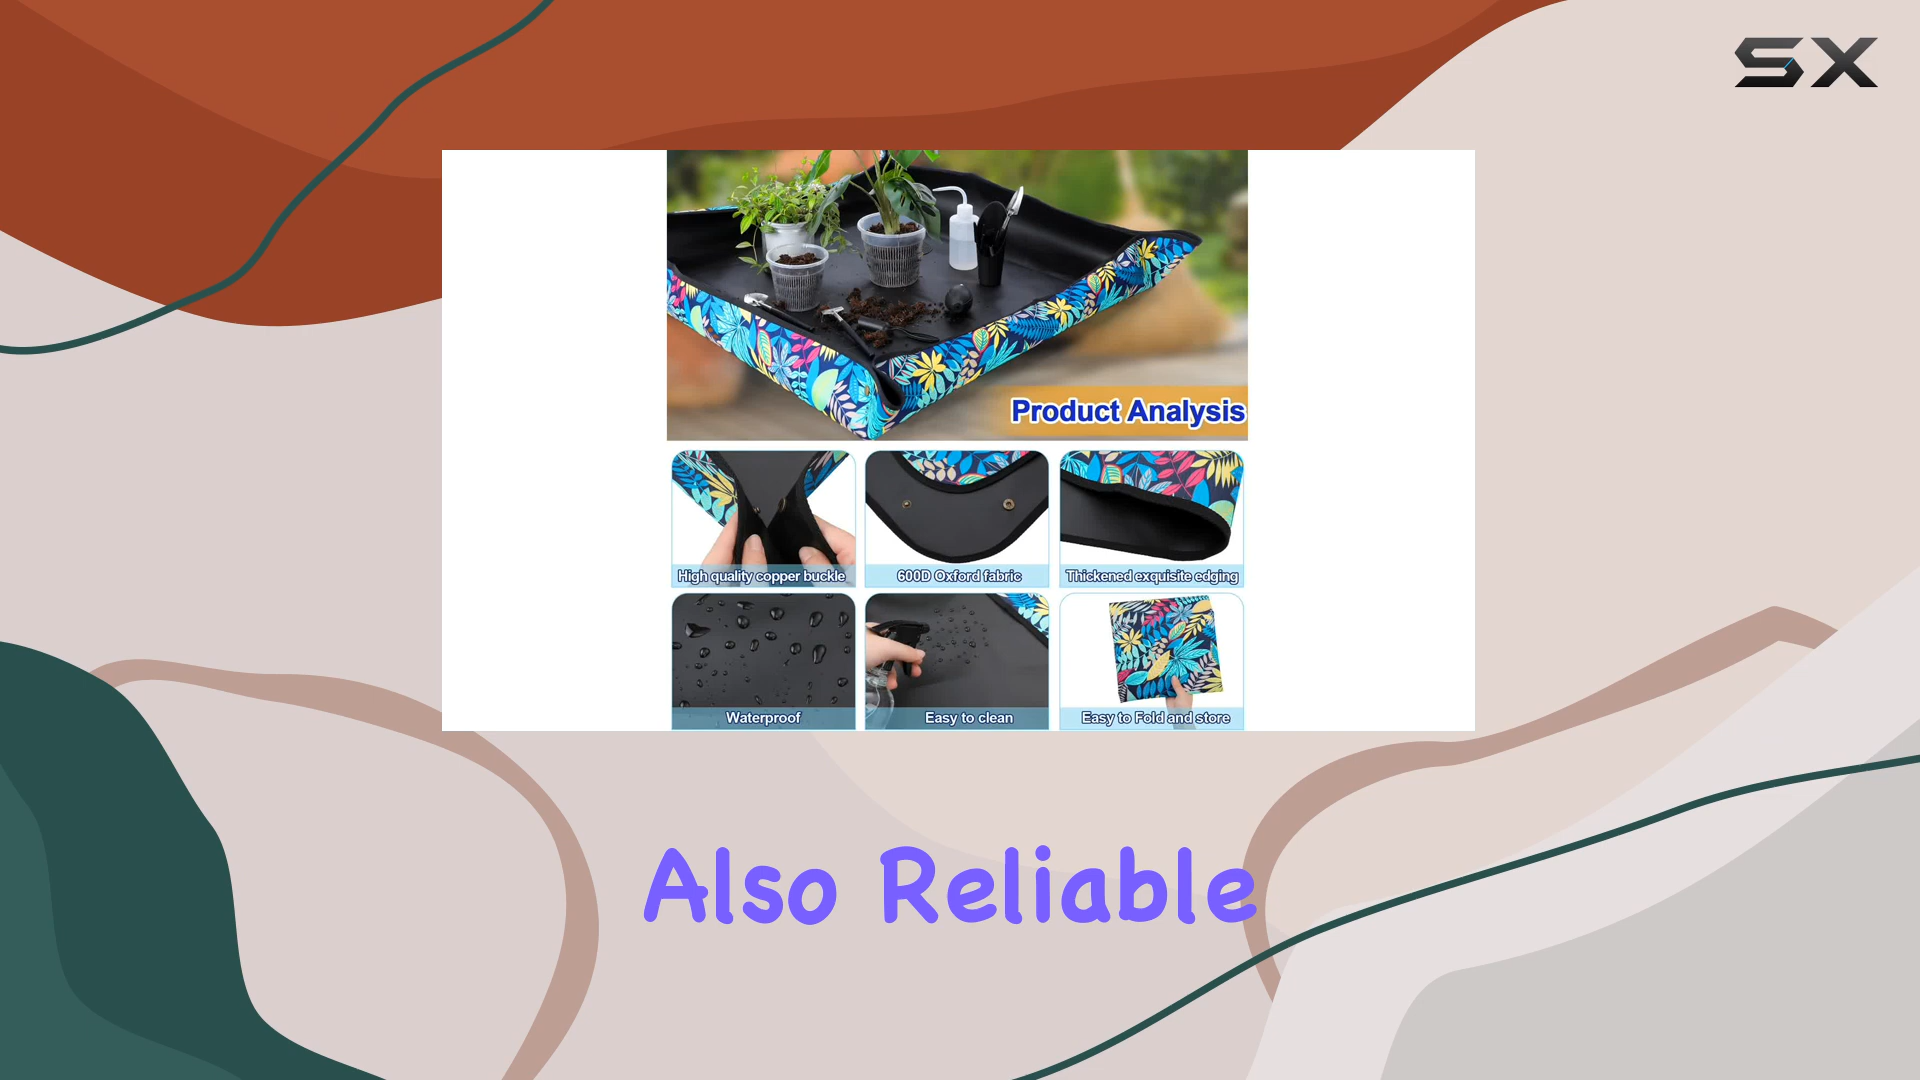 SX
Product Analysis
High quality copper buckle
600D Oxford fabric
Thickened exquisite edging
Waterproof
Easy to clean
Easy to Fold and store
Also Reliable